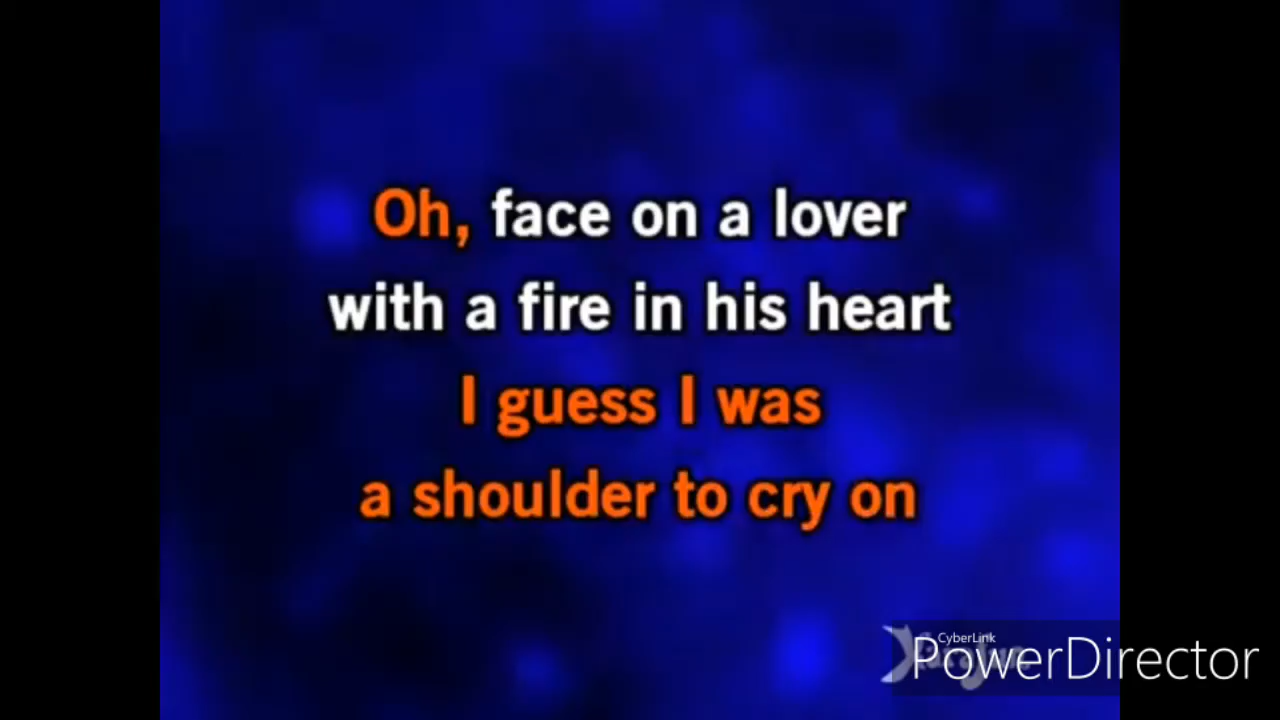 Oh, face on a lover
with a fire in his heart
I guess I was
a shoulder to cry on
CyberLink
PowerDirector